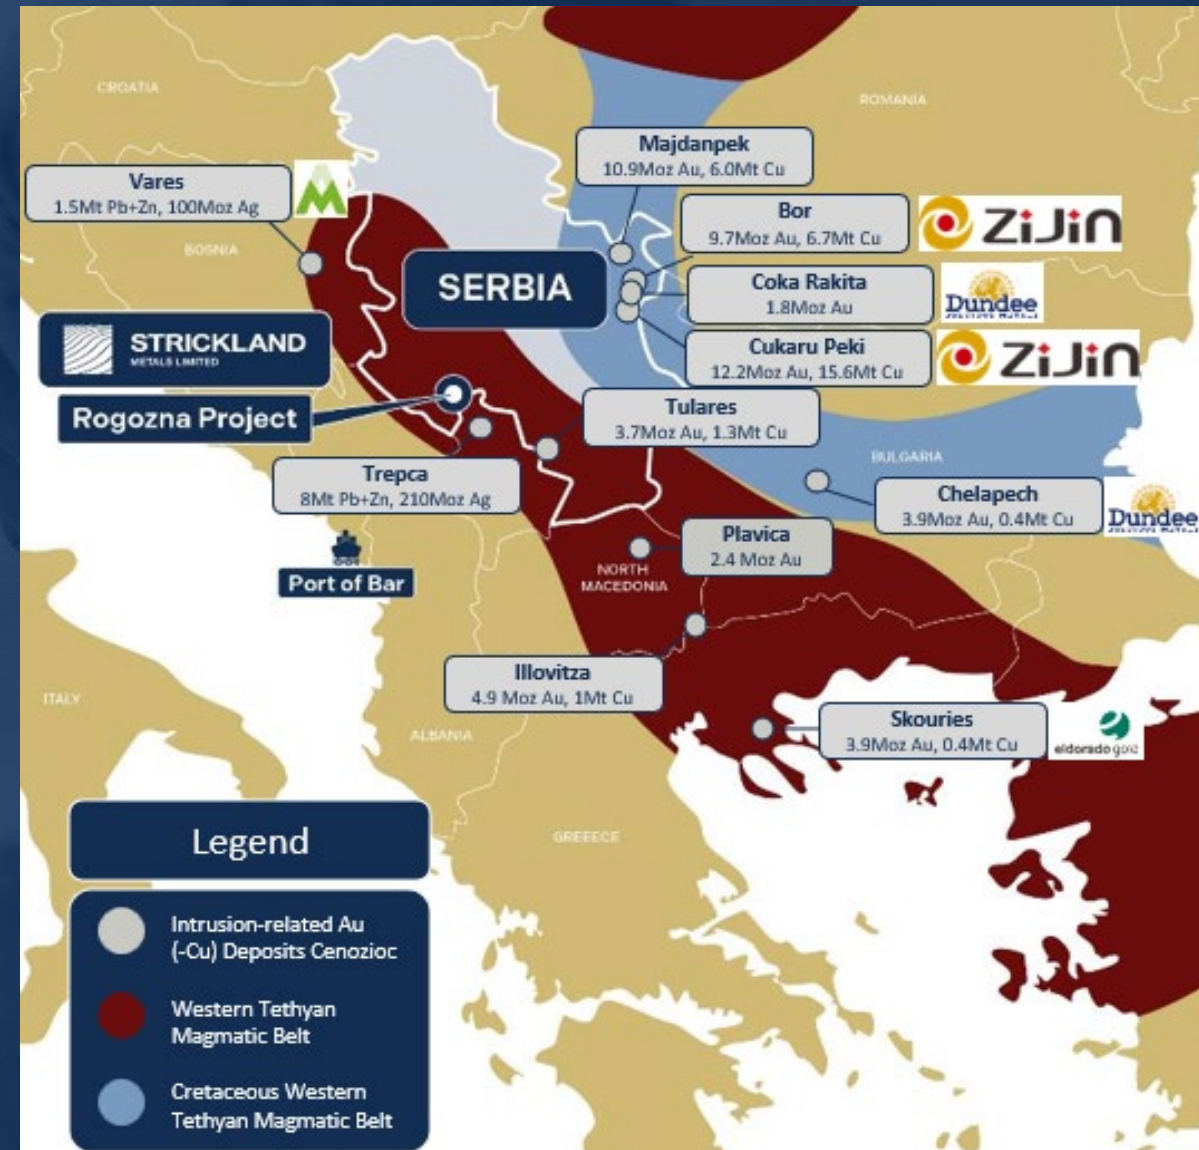 CROATIA
ROMANIA
Majdanpek
10.9Moz Au, 6.0Mt Cu
Vares
1.5Mt Pb+Zn, 100Moz Ag
Bor
9.7Moz Au, 6.7Mt Cu
ZiJin
BOSNIA
SERBIA
Coka Rakita
1.8Moz Au
Dundee
STRICKLAND
METALS LIMITED
Cukaru Peki
12.2Moz Au, 15.6Mt Cu
ZiJin
Rogozna Project
Tulares
3.7Moz Au, 1.3Mt Cu
BULGARIA
Trepca
8Mt Pb+Zn, 210Moz Ag
Chelapech
3.9Moz Au, 0.4Mt Cu
Dundee
Plavica
2.4 Moz Au
NORTH
MACEDONIA
Port of Bar
Illovitza
4.9 Moz Au, 1Mt Cu
ITALY
ALBANIA
Skouries
3.9Moz Au, 0.4Mt Cu
eldorado gold
GREEECE
Legend
Intrusion-related Au
(-Cu) Deposits Cenozioc
Western Tethyan
Magmatic Belt
Cretaceous Western
Tethyan Magmatic Belt